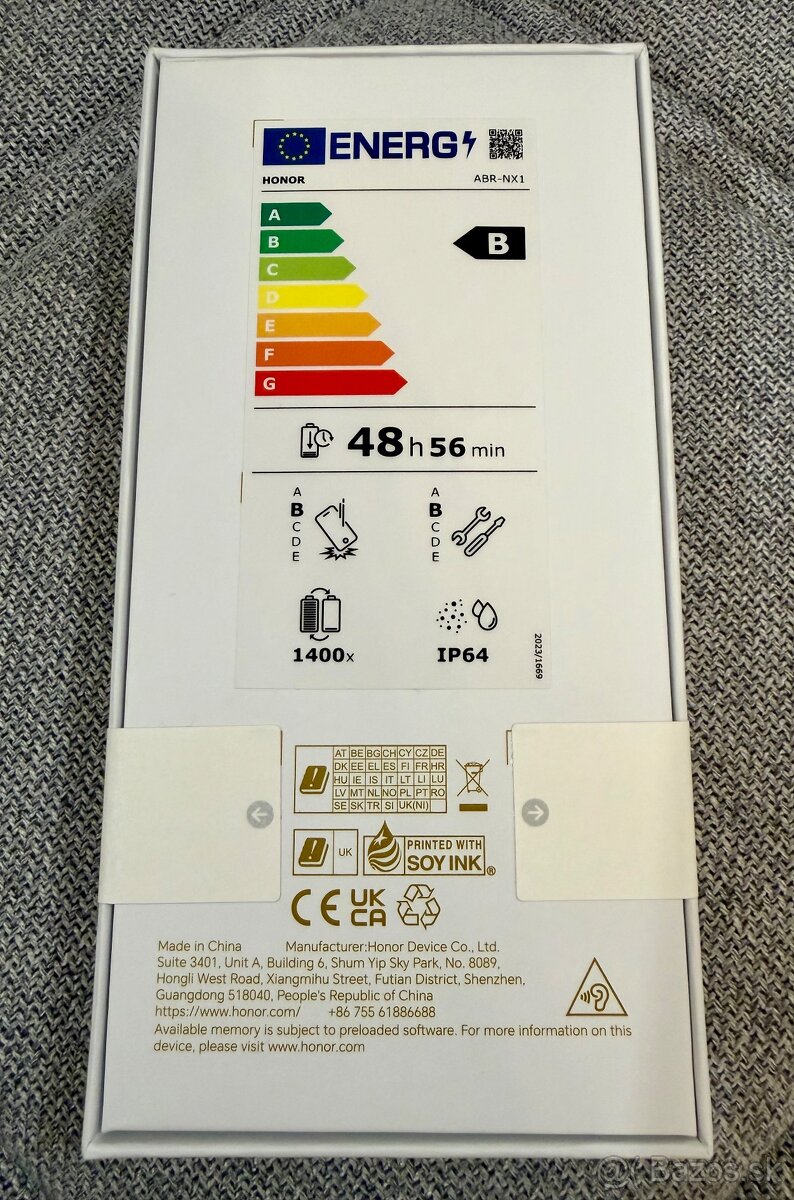 ENERG
HONOR ABR-NX1
A
B
B
C
D
E
F
G
48 h 56 min
A
B
C
D
E
A
B
C
D
E
1400x
IP64
2023/1669
AT BE BG CH CY CZ DE
DK EE EL ES FI FR HR
HU IE IS IT LT LI LU
LV MT NL NO PL PT RO
SE SK TR SI UK(NI)
UK
PRINTED WITH
SOY INK®
CE UK
CA
Made in China Manufacturer:Honor Device Co., Ltd.
Suite 3401, Unit A, Building 6, Shum Yip Sky Park, No. 8089,
Hongli West Road, Xiangmihu Street, Futian District, Shenzhen,
Guangdong 518040, People's Republic of China
https://www.honor.com/ +86 755 61886688
Available memory is subject to preloaded software. For more information on this
device, please visit www.honor.com
Bazos.sk